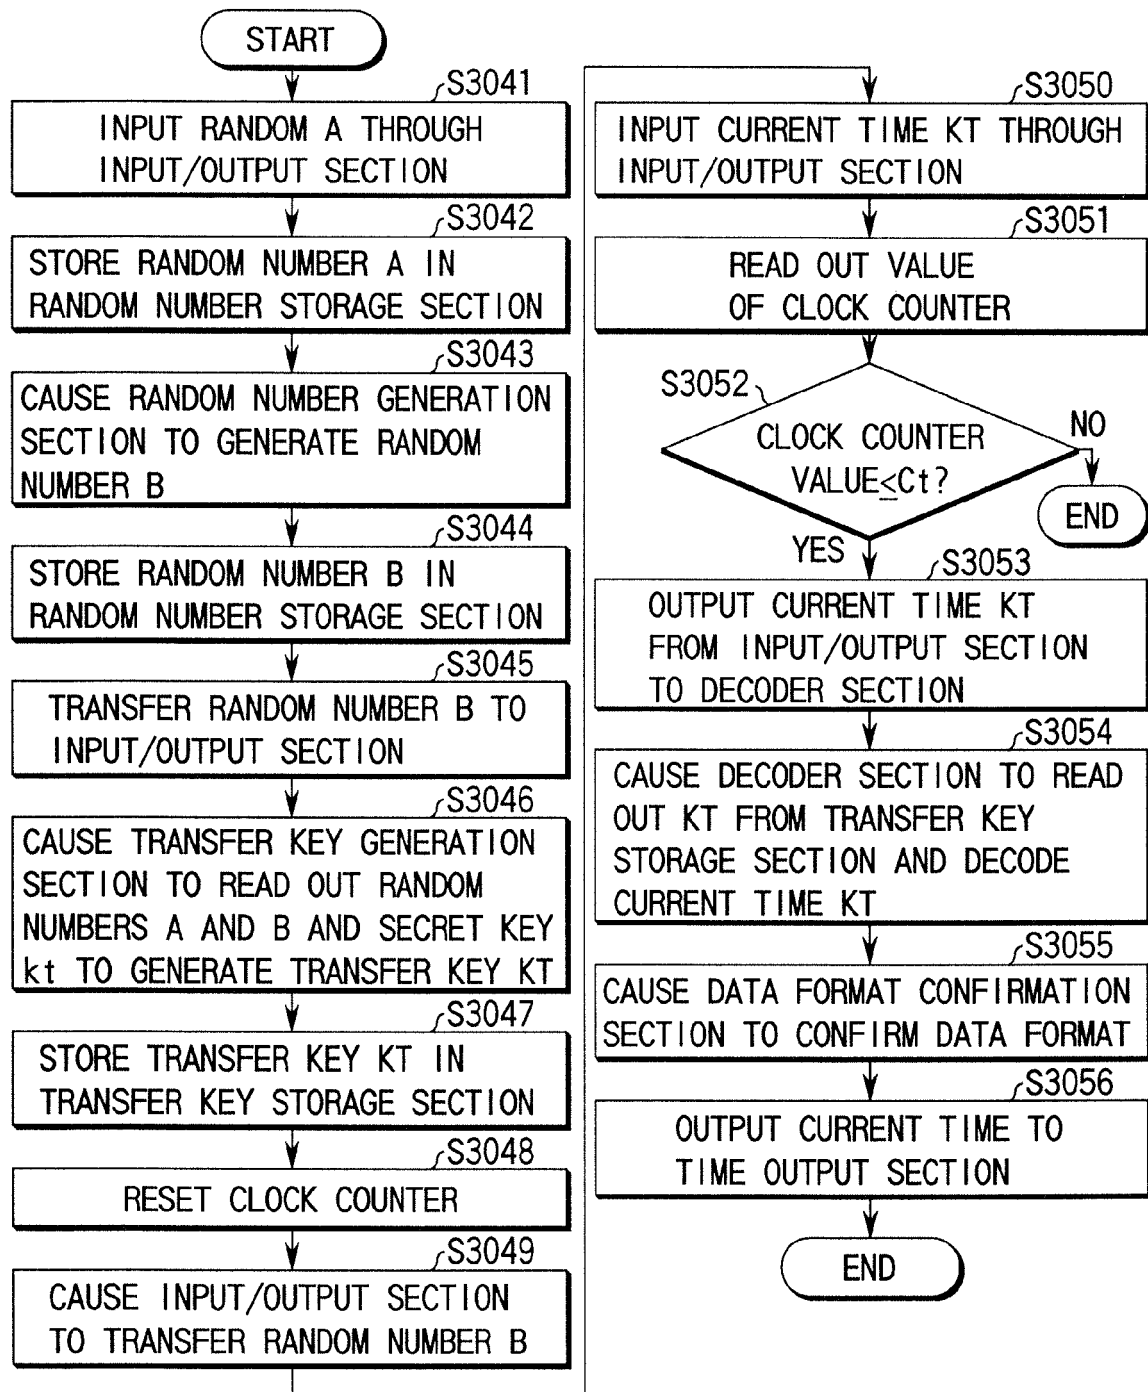 START
S3041
INPUT RANDOM A THROUGH
INPUT/OUTPUT SECTION
S3042
STORE RANDOM NUMBER A IN
RANDOM NUMBER STORAGE SECTION
S3043
CAUSE RANDOM NUMBER GENERATION
SECTION TO GENERATE RANDOM
NUMBER B
S3044
STORE RANDOM NUMBER B IN
RANDOM NUMBER STORAGE SECTION
S3045
TRANSFER RANDOM NUMBER B TO
INPUT/OUTPUT SECTION
S3046
CAUSE TRANSFER KEY GENERATION
SECTION TO READ OUT RANDOM
NUMBERS A AND B AND SECRET KEY
kt TO GENERATE TRANSFER KEY KT
S3047
STORE TRANSFER KEY KT IN
TRANSFER KEY STORAGE SECTION
S3048
RESET CLOCK COUNTER
S3049
CAUSE INPUT/OUTPUT SECTION
TO TRANSFER RANDOM NUMBER B
S3050
INPUT CURRENT TIME KT THROUGH
INPUT/OUTPUT SECTION
S3051
READ OUT VALUE
OF CLOCK COUNTER
S3052
CLOCK COUNTER
VALUE≤Ct?
NO
END
YES
S3053
OUTPUT CURRENT TIME KT
FROM INPUT/OUTPUT SECTION
TO DECODER SECTION
S3054
CAUSE DECODER SECTION TO READ
OUT KT FROM TRANSFER KEY
STORAGE SECTION AND DECODE
CURRENT TIME KT
S3055
CAUSE DATA FORMAT CONFIRMATION
SECTION TO CONFIRM DATA FORMAT
S3056
OUTPUT CURRENT TIME TO
TIME OUTPUT SECTION
END